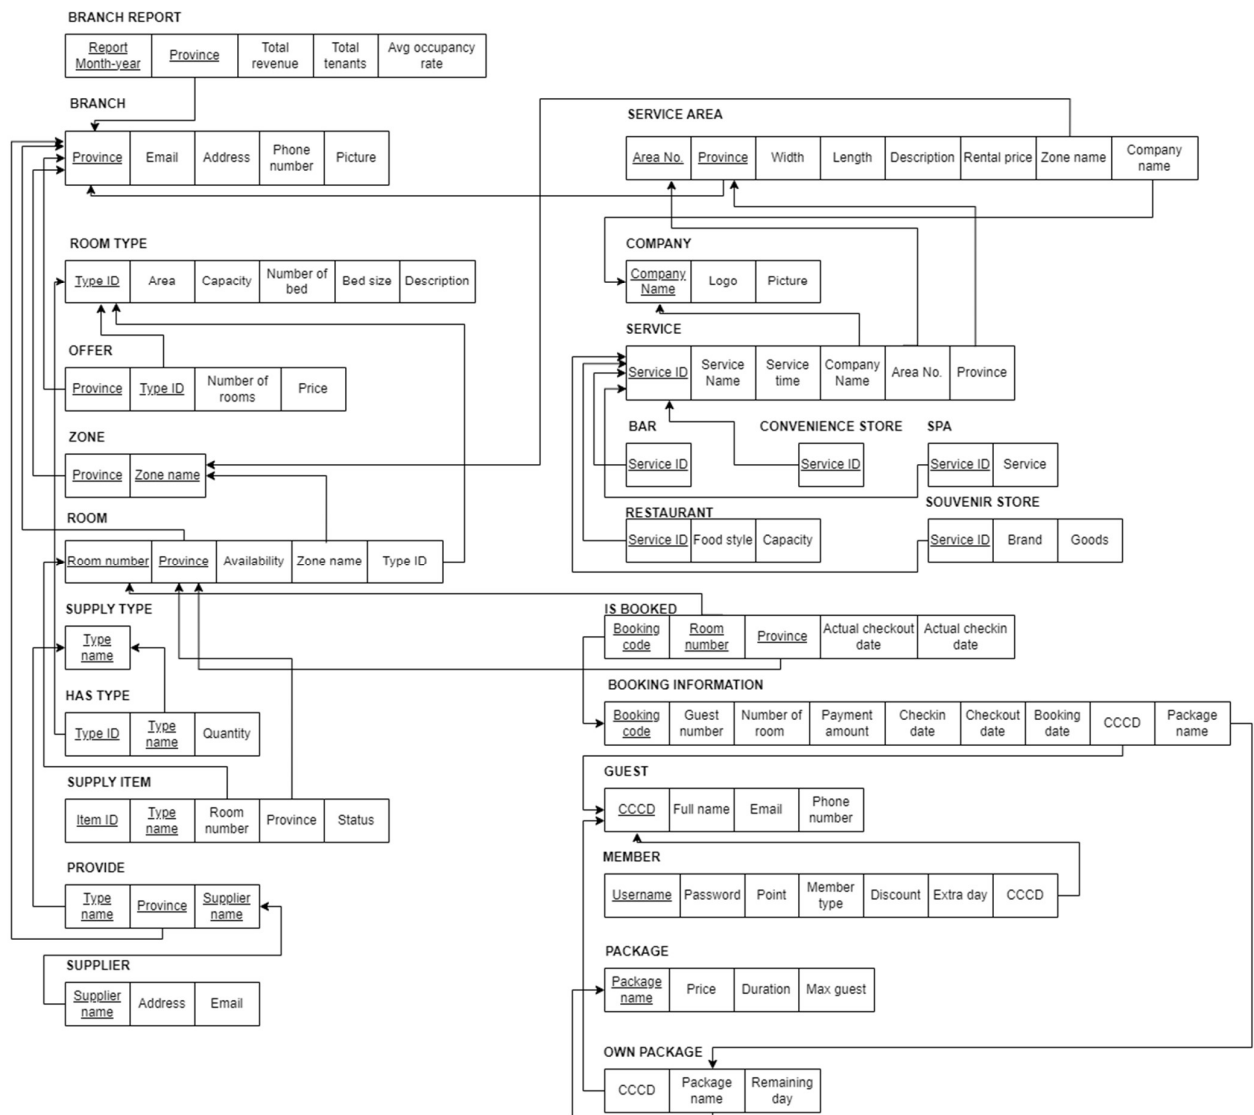 BRANCH REPORT
Report
Month-year
Province
Total
revenue
Total
tenants
Avg occupancy
rate
BRANCH
Province
Email
Address
Phone
number
Picture
ROOM TYPE
Type ID
Area
Capacity
Number of
bed
Bed size
Description
OFFER
Province
Type ID
Number of
rooms
Price
ZONE
Province
Zone name
ROOM
Room number
Province
Availability
Zone name
Type ID
SUPPLY TYPE
Type
name
HAS TYPE
Type ID
Type
name
Quantity
SUPPLY ITEM
Item ID
Type
name
Room
number
Province
Status
PROVIDE
Type
name
Province
Supplier
name
SUPPLIER
Supplier
name
Address
Email
SERVICE AREA
Area No.
Province
Width
Length
Description
Rental price
Zone name
Company
name
COMPANY
Company
Name
Logo
Picture
SERVICE
Service ID
Service
Name
Service
time
Company
Name
Area No.
Province
BAR
Service ID
CONVENIENCE STORE
Service ID
SPA
Service ID
Service
RESTAURANT
Service ID
Food style
Capacity
SOUVENIR STORE
Service ID
Brand
Goods
IS BOOKED
Booking
code
Room
number
Province
Actual checkout
date
Actual checkin
date
BOOKING INFORMATION
Booking
code
Guest
number
Number of
room
Payment
amount
Checkin
date
Checkout
date
Booking
date
CCCD
Package
name
GUEST
CCCD
Full name
Email
Phone
number
MEMBER
Username
Password
Point
Member
type
Discount
Extra day
CCCD
PACKAGE
Package
name
Price
Duration
Max guest
OWN PACKAGE
CCCD
Package
name
Remaining
day